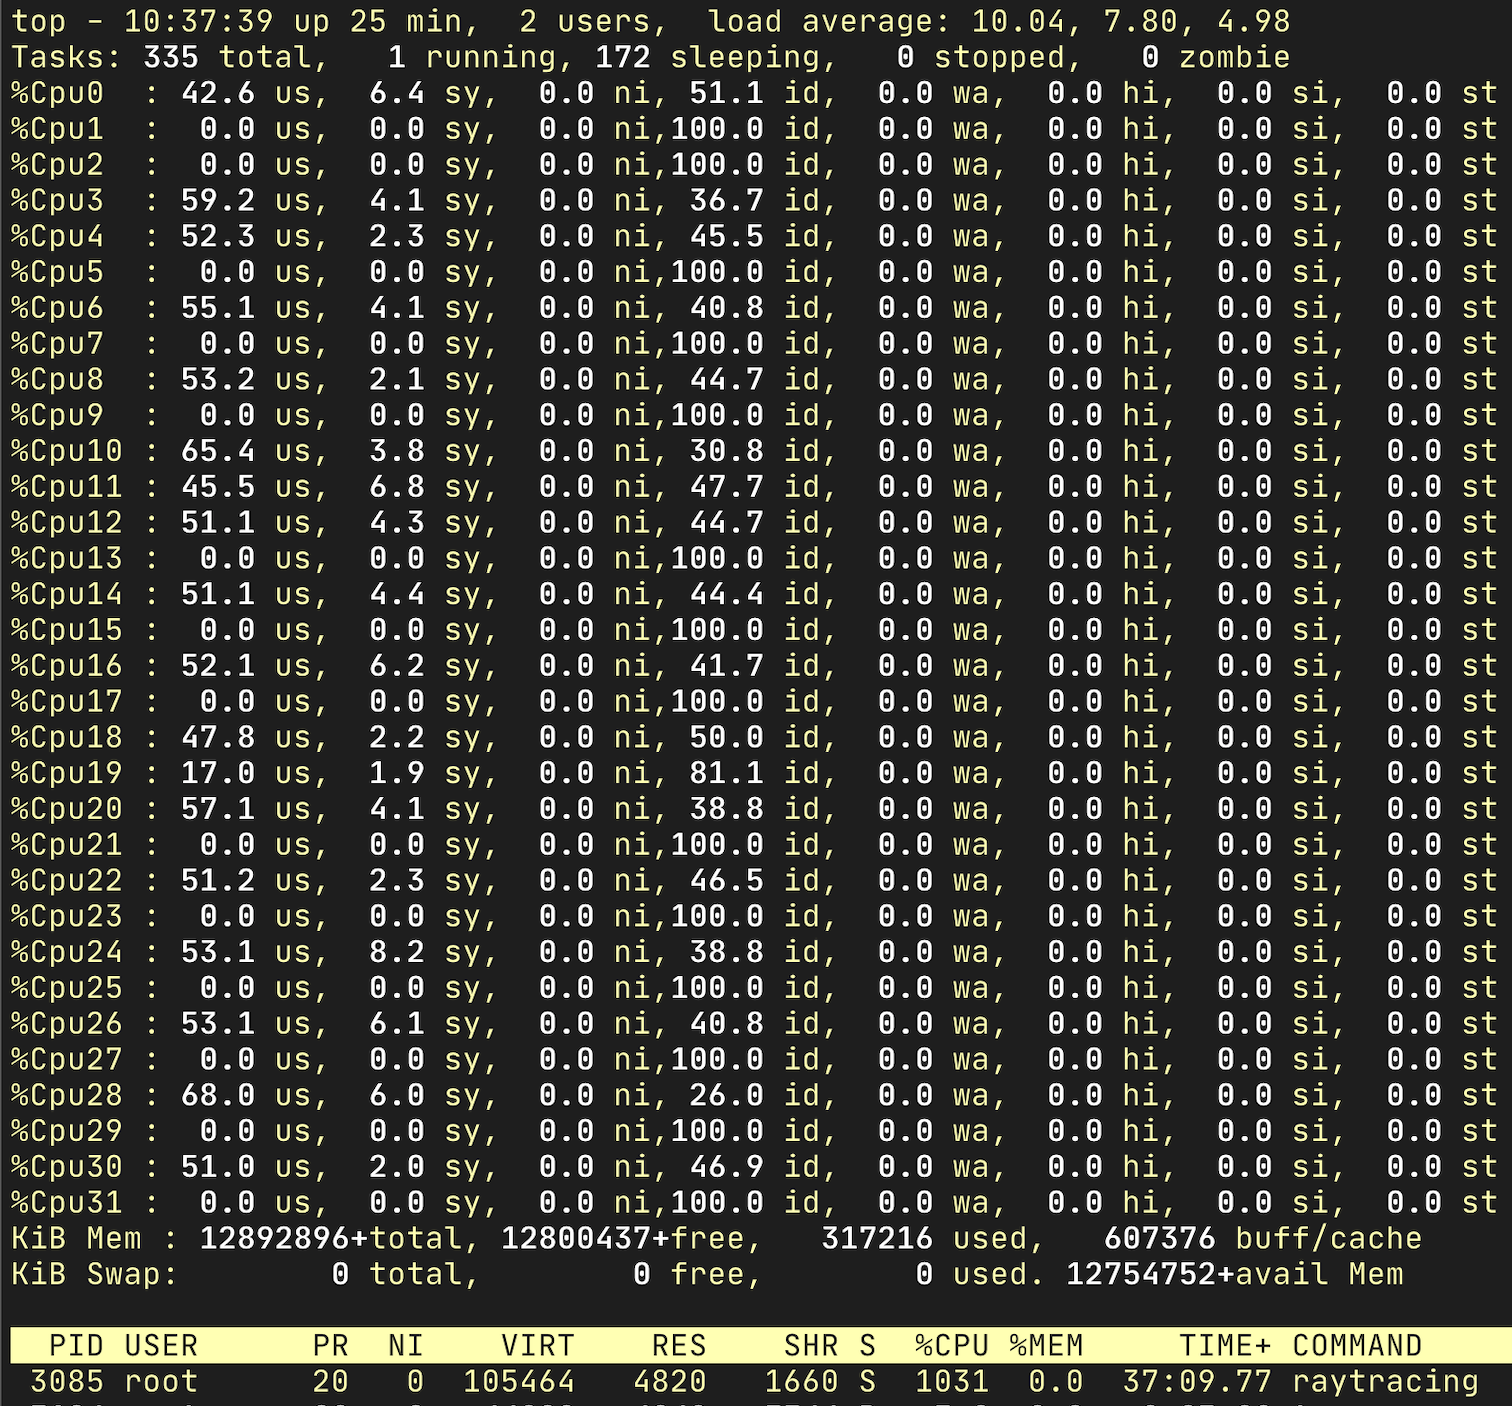 top - 10:37:39 up 25 min,  2 users,  load average: 10.04, 7.80, 4.98
Tasks: 335 total,   1 running, 172 sleeping,   0 stopped,   0 zombie
%Cpu0  : 42.6 us,  6.4 sy,  0.0 ni, 51.1 id,  0.0 wa,  0.0 hi,  0.0 si,  0.0 st
%Cpu1  :  0.0 us,  0.0 sy,  0.0 ni,100.0 id,  0.0 wa,  0.0 hi,  0.0 si,  0.0 st
%Cpu2  :  0.0 us,  0.0 sy,  0.0 ni,100.0 id,  0.0 wa,  0.0 hi,  0.0 si,  0.0 st
%Cpu3  : 59.2 us,  4.1 sy,  0.0 ni, 36.7 id,  0.0 wa,  0.0 hi,  0.0 si,  0.0 st
%Cpu4  : 52.3 us,  2.3 sy,  0.0 ni, 45.5 id,  0.0 wa,  0.0 hi,  0.0 si,  0.0 st
%Cpu5  :  0.0 us,  0.0 sy,  0.0 ni,100.0 id,  0.0 wa,  0.0 hi,  0.0 si,  0.0 st
%Cpu6  : 55.1 us,  4.1 sy,  0.0 ni, 40.8 id,  0.0 wa,  0.0 hi,  0.0 si,  0.0 st
%Cpu7  :  0.0 us,  0.0 sy,  0.0 ni,100.0 id,  0.0 wa,  0.0 hi,  0.0 si,  0.0 st
%Cpu8  : 53.2 us,  2.1 sy,  0.0 ni, 44.7 id,  0.0 wa,  0.0 hi,  0.0 si,  0.0 st
%Cpu9  :  0.0 us,  0.0 sy,  0.0 ni,100.0 id,  0.0 wa,  0.0 hi,  0.0 si,  0.0 st
%Cpu10 : 65.4 us,  3.8 sy,  0.0 ni, 30.8 id,  0.0 wa,  0.0 hi,  0.0 si,  0.0 st
%Cpu11 : 45.5 us,  6.8 sy,  0.0 ni, 47.7 id,  0.0 wa,  0.0 hi,  0.0 si,  0.0 st
%Cpu12 : 51.1 us,  4.3 sy,  0.0 ni, 44.7 id,  0.0 wa,  0.0 hi,  0.0 si,  0.0 st
%Cpu13 :  0.0 us,  0.0 sy,  0.0 ni,100.0 id,  0.0 wa,  0.0 hi,  0.0 si,  0.0 st
%Cpu14 : 51.1 us,  4.4 sy,  0.0 ni, 44.4 id,  0.0 wa,  0.0 hi,  0.0 si,  0.0 st
%Cpu15 :  0.0 us,  0.0 sy,  0.0 ni,100.0 id,  0.0 wa,  0.0 hi,  0.0 si,  0.0 st
%Cpu16 : 52.1 us,  6.2 sy,  0.0 ni, 41.7 id,  0.0 wa,  0.0 hi,  0.0 si,  0.0 st
%Cpu17 :  0.0 us,  0.0 sy,  0.0 ni,100.0 id,  0.0 wa,  0.0 hi,  0.0 si,  0.0 st
%Cpu18 : 47.8 us,  2.2 sy,  0.0 ni, 50.0 id,  0.0 wa,  0.0 hi,  0.0 si,  0.0 st
%Cpu19 : 17.0 us,  1.9 sy,  0.0 ni, 81.1 id,  0.0 wa,  0.0 hi,  0.0 si,  0.0 st
%Cpu20 : 57.1 us,  4.1 sy,  0.0 ni, 38.8 id,  0.0 wa,  0.0 hi,  0.0 si,  0.0 st
%Cpu21 :  0.0 us,  0.0 sy,  0.0 ni,100.0 id,  0.0 wa,  0.0 hi,  0.0 si,  0.0 st
%Cpu22 : 51.2 us,  2.3 sy,  0.0 ni, 46.5 id,  0.0 wa,  0.0 hi,  0.0 si,  0.0 st
%Cpu23 :  0.0 us,  0.0 sy,  0.0 ni,100.0 id,  0.0 wa,  0.0 hi,  0.0 si,  0.0 st
%Cpu24 : 53.1 us,  8.2 sy,  0.0 ni, 38.8 id,  0.0 wa,  0.0 hi,  0.0 si,  0.0 st
%Cpu25 :  0.0 us,  0.0 sy,  0.0 ni,100.0 id,  0.0 wa,  0.0 hi,  0.0 si,  0.0 st
%Cpu26 : 53.1 us,  6.1 sy,  0.0 ni, 40.8 id,  0.0 wa,  0.0 hi,  0.0 si,  0.0 st
%Cpu27 :  0.0 us,  0.0 sy,  0.0 ni,100.0 id,  0.0 wa,  0.0 hi,  0.0 si,  0.0 st
%Cpu28 : 68.0 us,  6.0 sy,  0.0 ni, 26.0 id,  0.0 wa,  0.0 hi,  0.0 si,  0.0 st
%Cpu29 :  0.0 us,  0.0 sy,  0.0 ni,100.0 id,  0.0 wa,  0.0 hi,  0.0 si,  0.0 st
%Cpu30 : 51.0 us,  2.0 sy,  0.0 ni, 46.9 id,  0.0 wa,  0.0 hi,  0.0 si,  0.0 st
%Cpu31 :  0.0 us,  0.0 sy,  0.0 ni,100.0 id,  0.0 wa,  0.0 hi,  0.0 si,  0.0 st
KiB Mem : 12892896+total, 12800437+free,   317216 used,   607376 buff/cache
KiB Swap:        0 total,        0 free,        0 used. 12754752+avail Mem
PID USER      PR  NI    VIRT    RES    SHR S  %CPU %MEM     TIME+ COMMAND
3085 root      20   0  105464   4820   1660 S  1031  0.0  37:09.77 raytracing